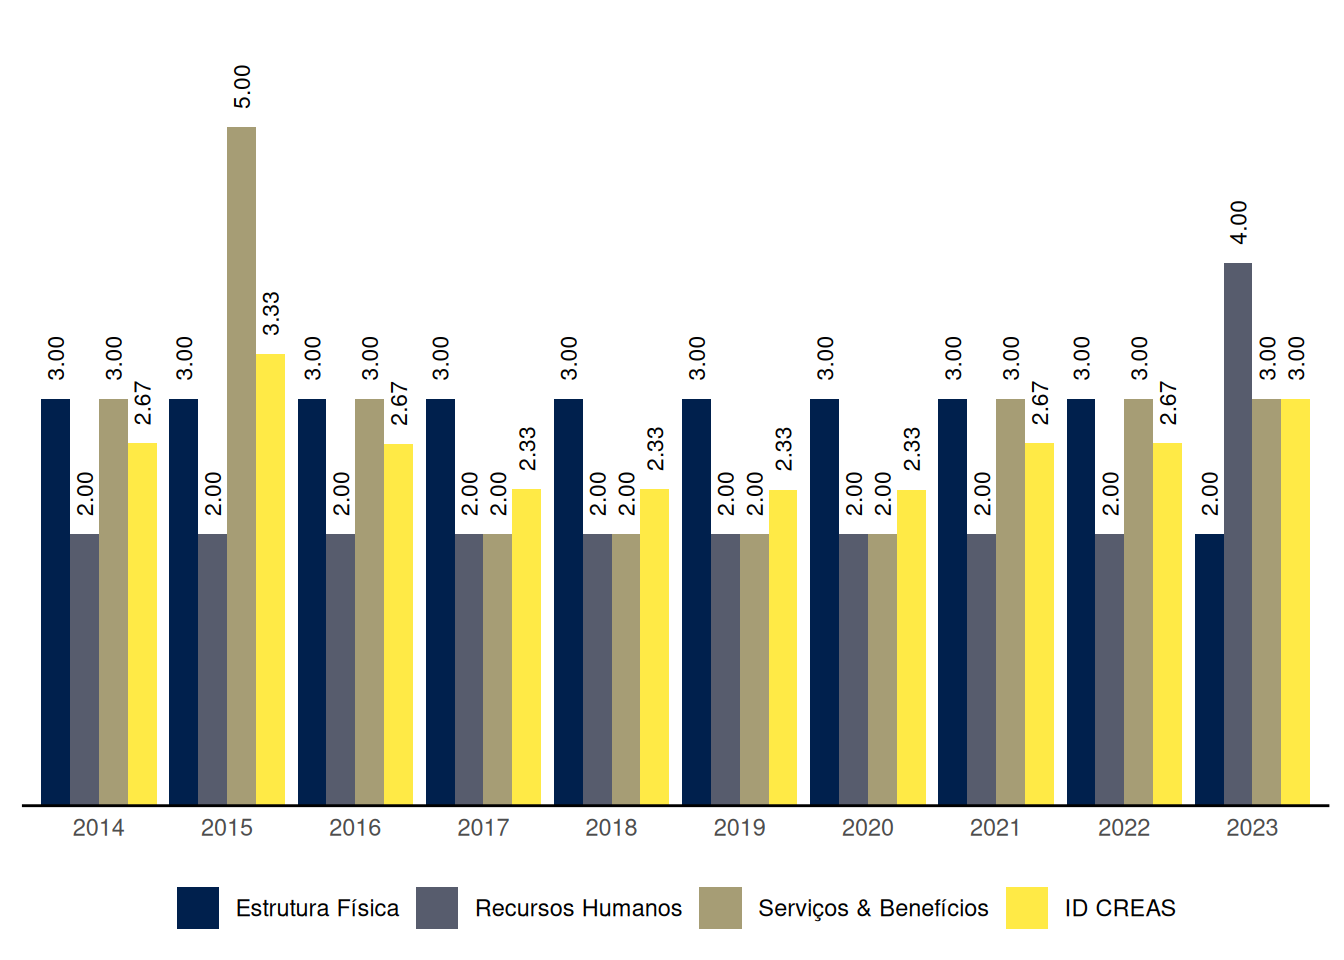 5.00
4.00
3.33
3.00 3.00 3.00 3.00 3.00 3.00 3.00 3.00 3.00 3.00 3.00 3.00 3.00 3.00
2.67 2.67 2.67 2.67
2.33 2.33 2.33 2.33
2.00 2.00 2.00 2.00 2.00 2.00 2.00 2.00 2.00 2.00 2.00 2.00 2.00 2.00
2014 2015 2016 2017 2018 2019 2020 2021 2022 2023
Estrutura Física Recursos Humanos Serviços & Benefícios ID CREAS